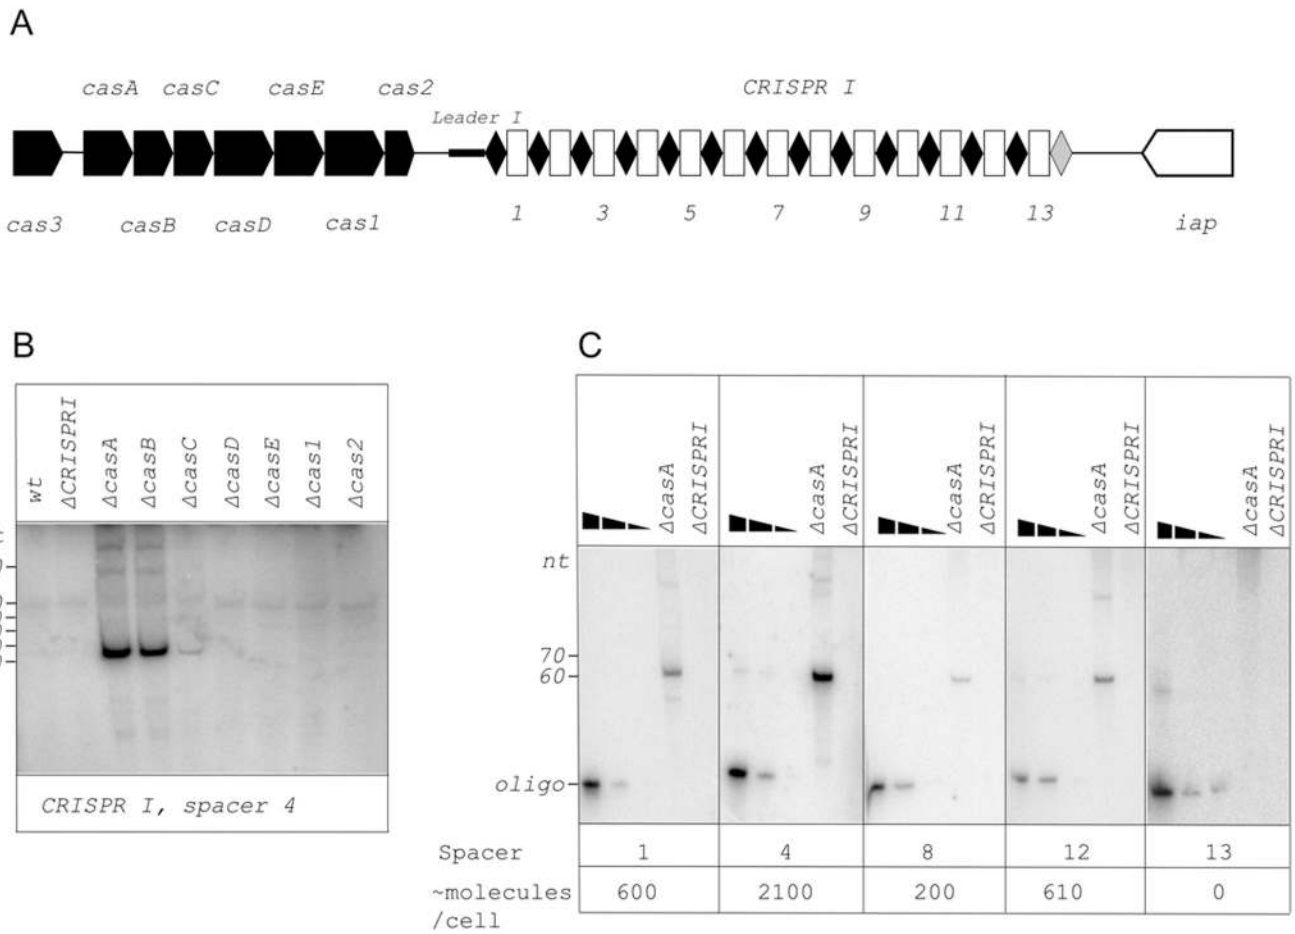 A
casA casC casE cas2 CRISPR I
Leader I
cas3 casB casD cas1 1 3 5 7 9 11 13 iap
B
wt ΔCRISPRI ΔcasA ΔcasB ΔcasC ΔcasD ΔcasE Δcas1 Δcas2
CRISPR I, spacer 4
C
ΔcasA ΔCRISPRI ΔcasA ΔCRISPRI ΔcasA ΔCRISPRI ΔcasA ΔCRISPRI ΔcasA ΔCRISPRI
nt
70
60
oligo
Spacer 1 4 8 12 13
~molecules 600 2100 200 610 0
/cell